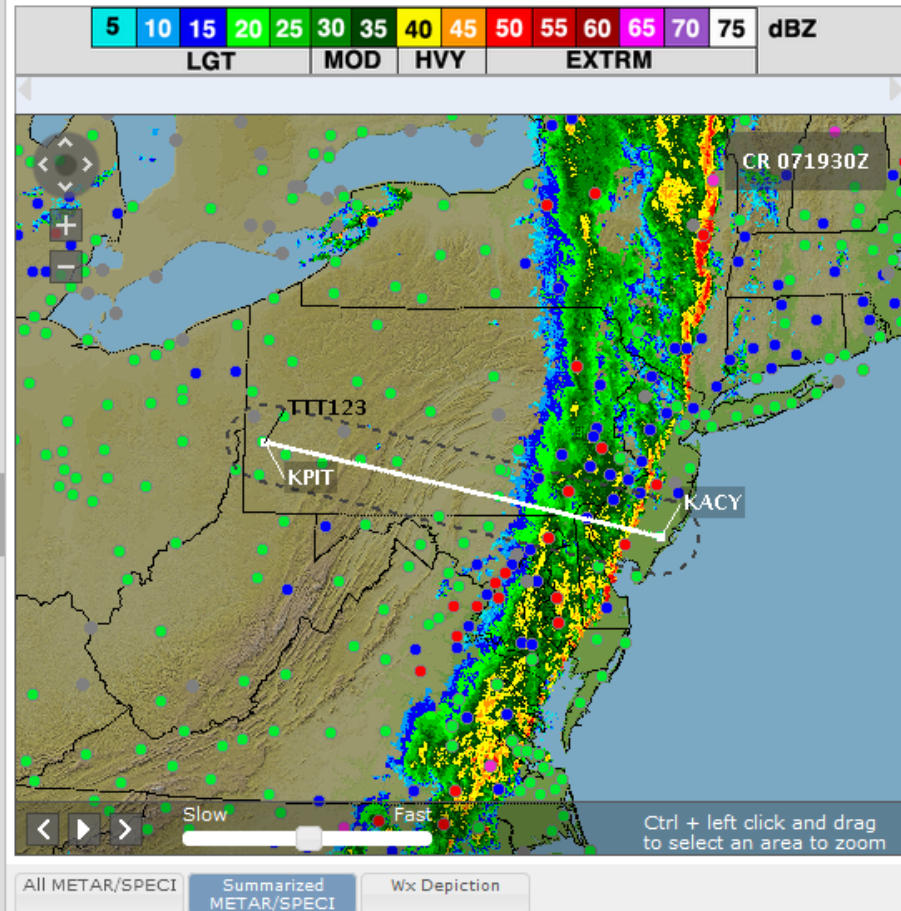 5 10 15 20 25 30 35 40 45 50 55 60 65 70 75 dBZ
LGT MOD HVY EXTRM
CR 071930Z
TTT123
KPIT
KACY
Slow Fast
Ctrl + left click and drag
to select an area to zoom
All METAR/SPECI
Summarized
METAR/SPECI
Wx Depiction